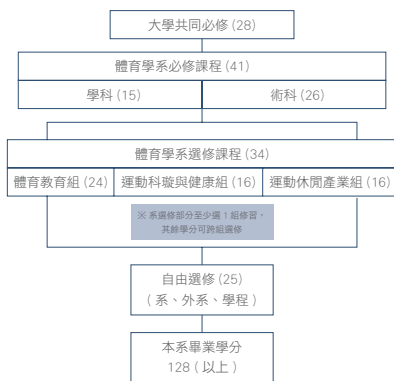 大學共同必修 (28)
體育學系必修課程 (41)
學科 (15) 術科 (26)
體育學系選修課程 (34)
體育教育組 (24) 運動科璇與健康組 (16) 運動休閒產業組 (16)
※ 系選修部分至少選 1 組修習,
其餘學分可跨組選修
自由選修 (25)
( 系、外系、學程 )
本系畢業學分
128 ( 以上 )